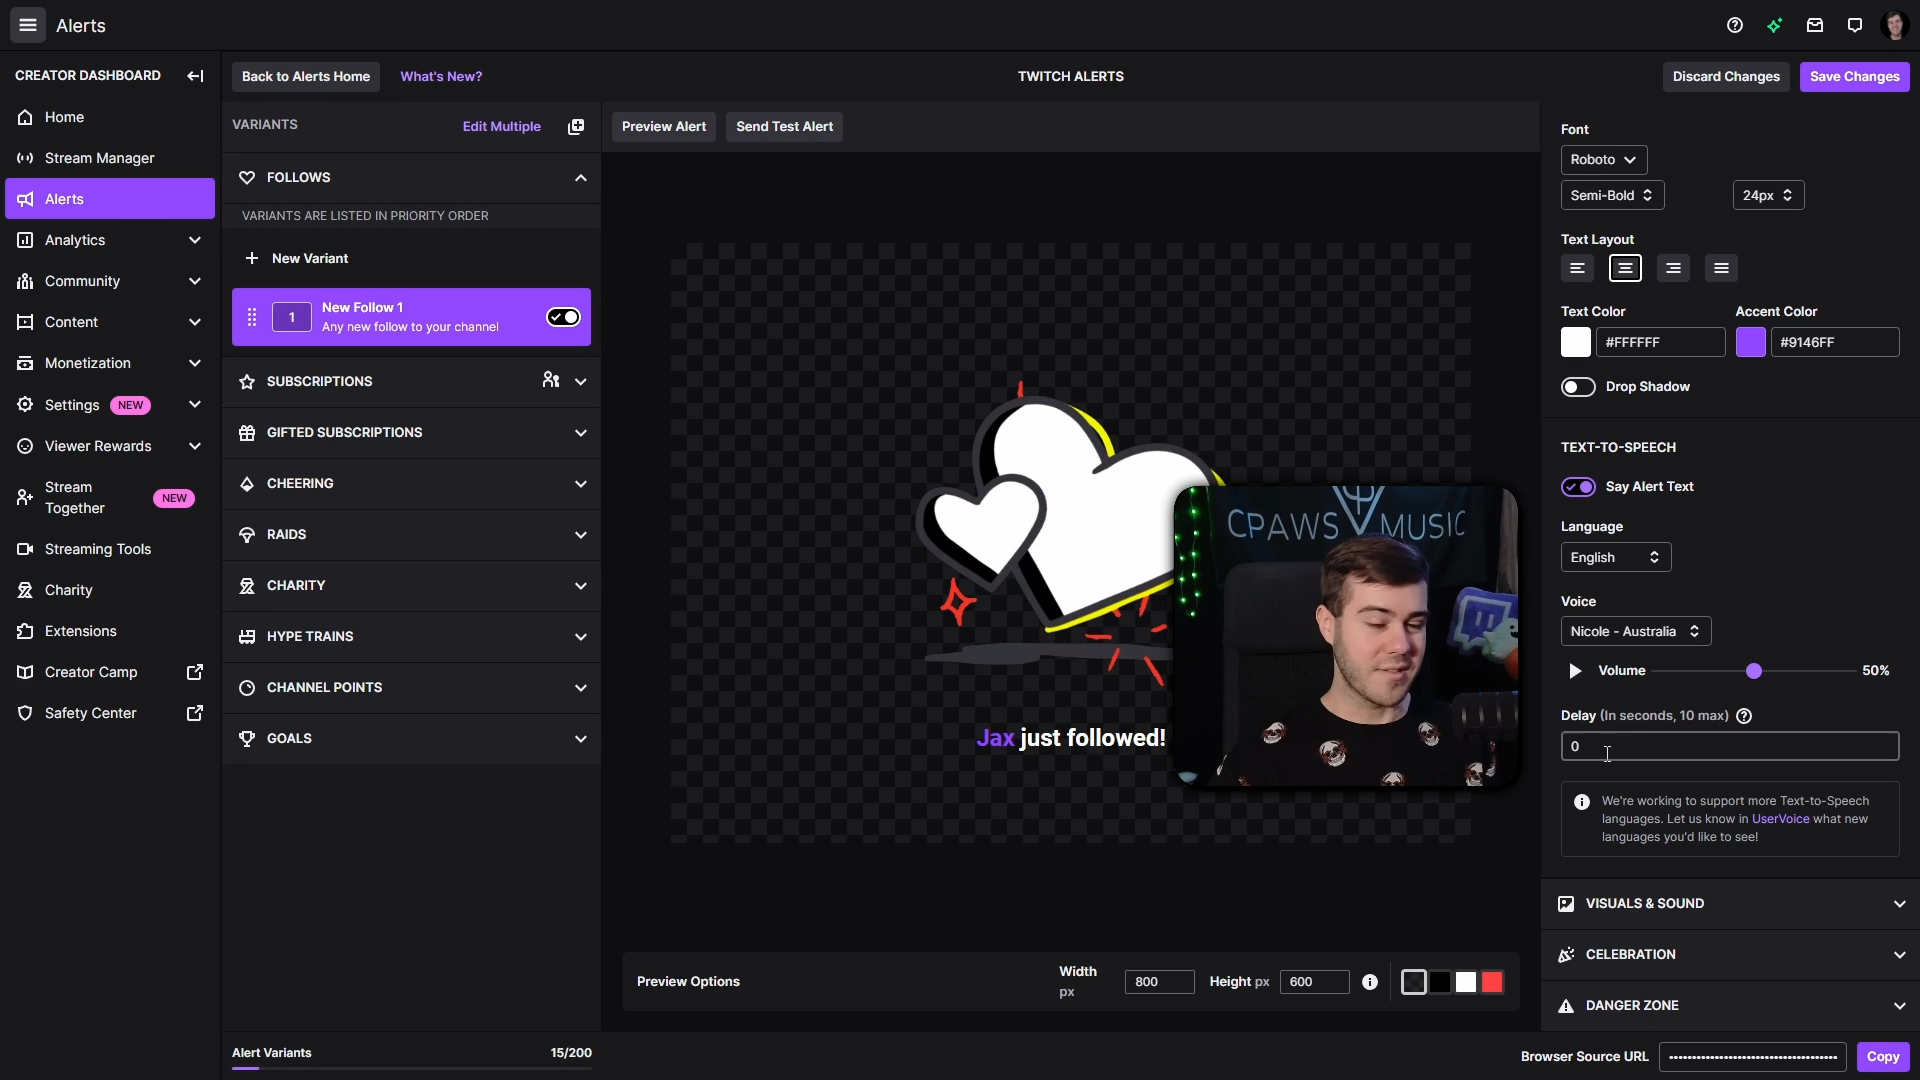 Alerts
CREATOR DASHBOARD
Home
Stream Manager
Alerts
Analytics
Community
Content
Monetization
Settings NEW
Viewer Rewards
Stream
Together
NEW
Streaming Tools
Charity
Extensions
Creator Camp
Safety Center
Back to Alerts Home
What's New?
TWITCH ALERTS
Discard Changes
Save Changes
VARIANTS
Edit Multiple
FOLLOWS
VARIANTS ARE LISTED IN PRIORITY ORDER
New Variant
1
New Follow 1
Any new follow to your channel
SUBSCRIPTIONS
GIFTED SUBSCRIPTIONS
CHEERING
RAIDS
CHARITY
HYPE TRAINS
CHANNEL POINTS
GOALS
Alert Variants
15/200
Preview Alert
Send Test Alert
CPAWS MUSIC
Jax just followed!
Preview Options
Width
px
800
Height px
600
Font
Roboto
Semi-Bold
24px
Text Layout
Text Color
Accent Color
#FFFFFF
#9146FF
Drop Shadow
TEXT-TO-SPEECH
Say Alert Text
Language
English
Voice
Nicole - Australia
Volume
50%
Delay (In seconds, 10 max)
0
We're working to support more Text-to-Speech
languages. Let us know in UserVoice what new
languages you'd like to see!
VISUALS & SOUND
CELEBRATION
DANGER ZONE
Browser Source URL
Copy